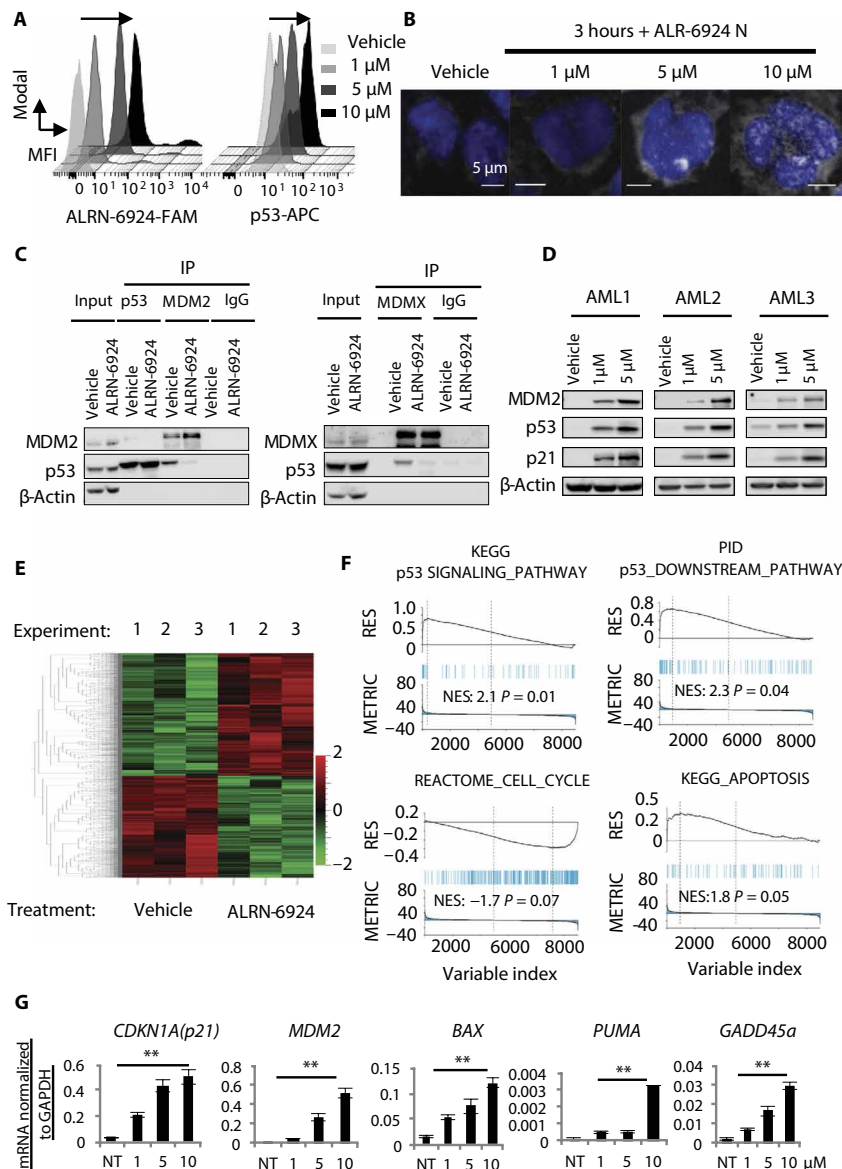 A
Vehicle
1 μM
5 μM
10 μM
Modal
MFI
0 10¹ 10² 10³ 10⁴
ALRN-6924-FAM
0 10¹ 10² 10³
p53-APC
B
3 hours + ALR-6924 N
Vehicle 1 μM 5 μM 10 μM
5 μm
C
IP
Input p53 MDM2 IgG
Vehicle ALRN-6924 Vehicle ALRN-6924 Vehicle ALRN-6924 Vehicle ALRN-6924
MDM2
p53
β-Actin
IP
Input MDMX IgG
Vehicle ALRN-6924 Vehicle ALRN-6924 Vehicle ALRN-6924
MDMX
p53
β-Actin
D
AML1 AML2 AML3
Vehicle 1 μM 5 μM Vehicle 1 μM 5 μM Vehicle 1 μM 5 μM
MDM2
p53
p21
β-Actin
E
Experiment: 1 2 3 1 2 3
2
0
−2
Treatment: Vehicle ALRN-6924
F
KEGG
p53 SIGNALING_PATHWAY
RES
1.0
0.5
0
METRIC
80
40
−40
NES: 2.1 P = 0.01
2000 6000 8000
PID
p53_DOWNSTREAM_PATHWAY
RES
0.8
0.4
0
METRIC
80
40
−40
NES: 2.3 P = 0.04
2000 6000 8000
REACTOME_CELL_CYCLE
RES
0.2
−0.2
−0.4
METRIC
80
40
−40
NES: −1.7 P = 0.07
2000 6000 8000
Variable index
KEGG_APOPTOSIS
RES
0.5
0.2
0
METRIC
80
40
−40
NES:1.8 P = 0.05
2000 6000 8000
Variable index
G
mRNA normalized
to GAPDH
CDKN1A(p21)
0.6
0.4
0.2
0
**
NT 1 5 10
MDM2
0.8
0.6
0.4
0.2
0
**
NT 1 5 10
BAX
0.15
0.1
0.05
0
**
NT 1 5 10
PUMA
0.004
0.003
0.002
0.001
0
**
NT 1 5 10
GADD45a
0.04
0.03
0.02
0.01
0
**
NT 1 5 10 μM